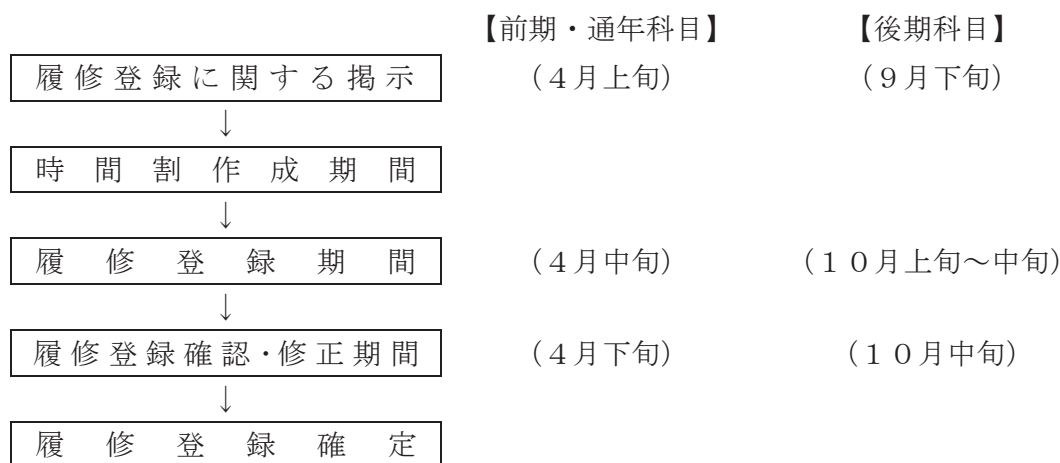 【前期・通年科目】 【後期科目】
履修登録に関する掲示 (4月上旬) (9月下旬)
↓
時間割作成期間
↓
履修登録期間 (4月中旬) (10月上旬～中旬)
↓
履修登録確認・修正期間 (4月下旬) (10月中旬)
↓
履修登録確定